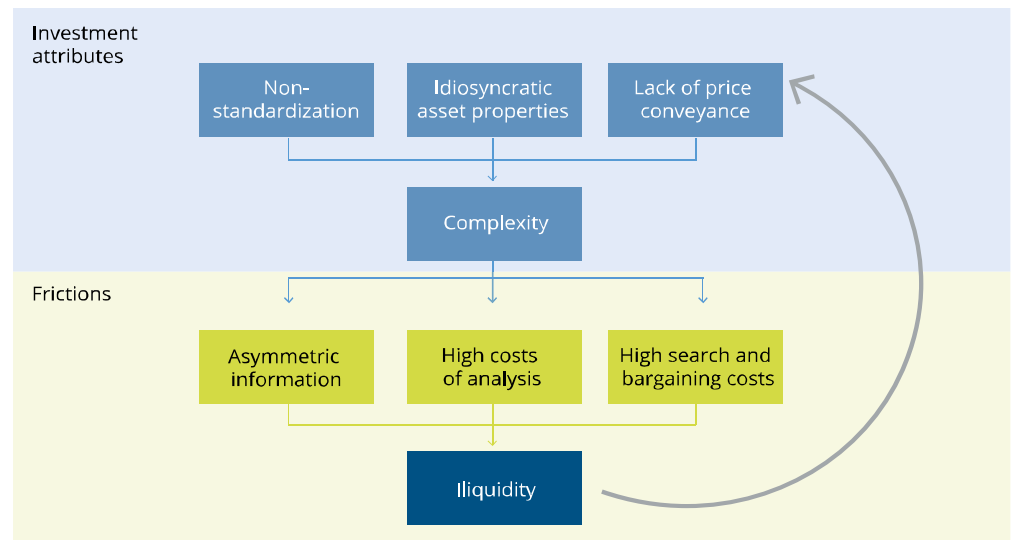 Investment
attributes
Non-
standardization
Idiosyncratic
asset properties
Lack of price
conveyance
Complexity
Frictions
Asymmetric
information
High costs
of analysis
High search and
bargaining costs
Iliquidity